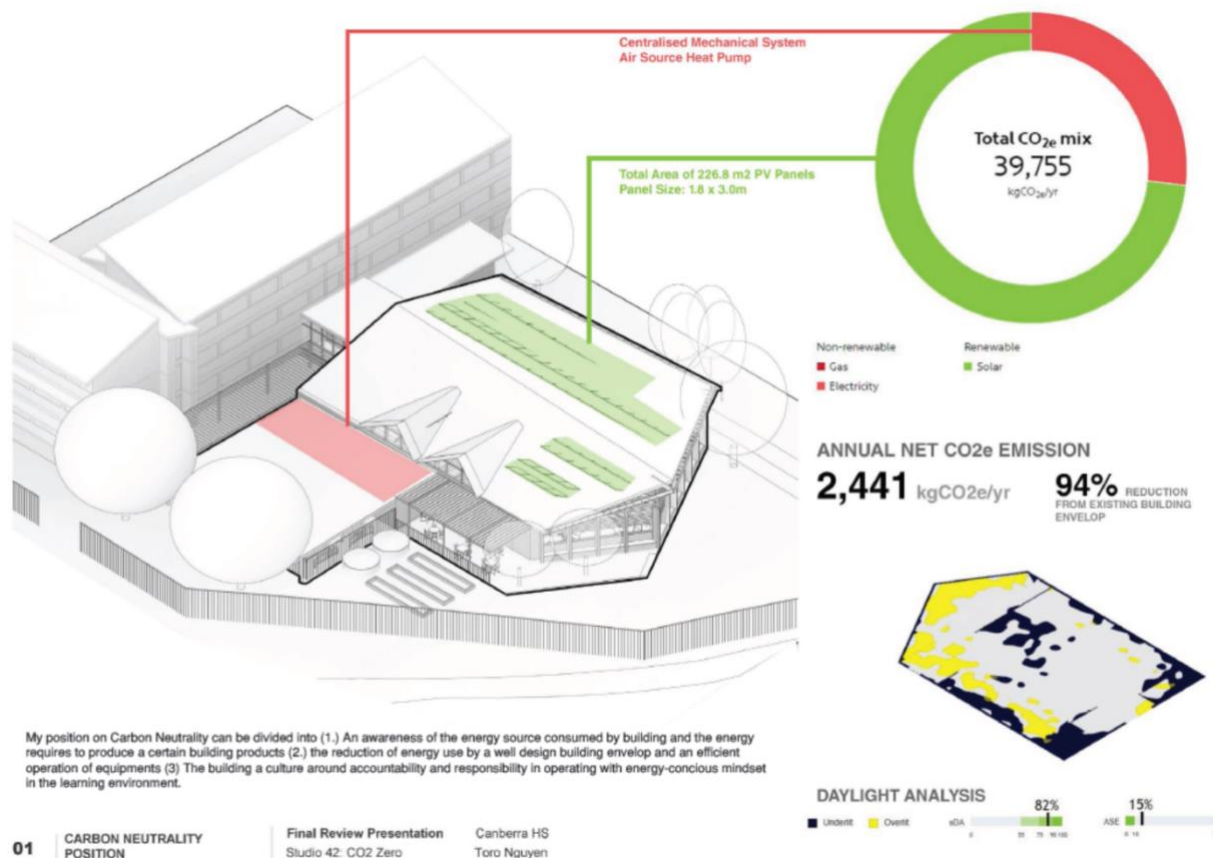 Centralised Mechanical System
Air Source Heat Pump
Total Area of 226.8 m2 PV Panels
Panel Size: 1.8 x 3.0m
Total CO2e mix
39,755
kgCO2e/yr
Non-renewable
Gas
Electricity
Renewable
Solar
ANNUAL NET CO2e EMISSION
2,441 kgCO2e/yr
94% REDUCTION
FROM EXISTING BUILDING
ENVELOP
My position on Carbon Neutrality can be divided into (1.) An awareness of the energy source consumed by building and the energy
requires to produce a certain building products (2.) the reduction of energy use by a well design building envelop and an efficient
operation of equipments (3) The building a culture around accountability and responsibility in operating with energy-concious mindset
in the learning environment.
DAYLIGHT ANALYSIS
Underlit
Overlit
sDA
82%
0 55 75 90 100
ASE
15%
0 10
01
CARBON NEUTRALITY
POSITION
Final Review Presentation
Studio 42: CO2 Zero
Canberra HS
Toro Nguyen